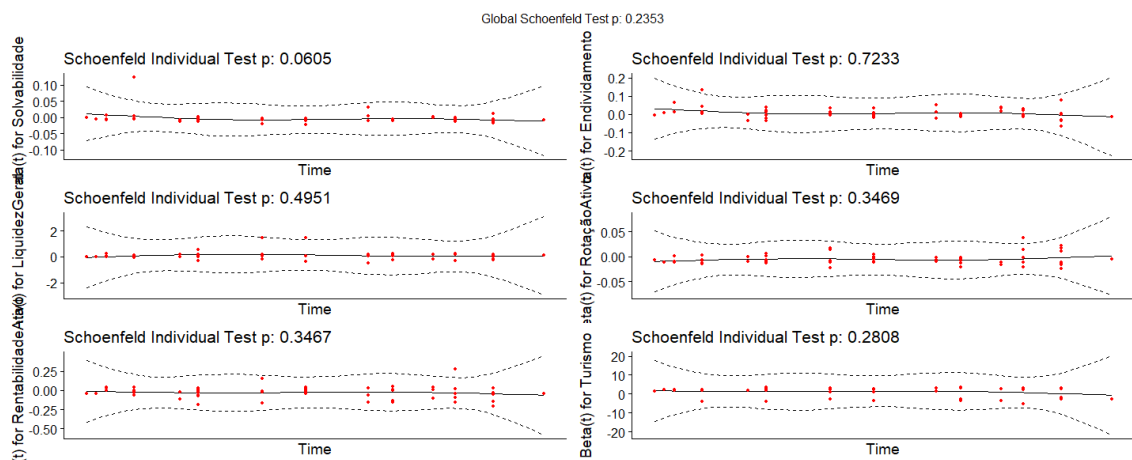 Global Schoenfeld Test p: 0.2353
Schoenfeld Individual Test p: 0.0605
0.10
0.05
0.00
-0.05
-0.10
for Solvabilidade
Time
Schoenfeld Individual Test p: 0.7233
0.2
0.1
0.0
-0.1
-0.2
(t) for Endividamento
Time
Schoenfeld Individual Test p: 0.4951
2
0
-2
for LiquidezGeral
Time
Schoenfeld Individual Test p: 0.3469
0.05
0.00
-0.05
(t) for RotaçãoAtivo
Time
Schoenfeld Individual Test p: 0.3467
0.25
0.00
-0.25
-0.50
(t) for RentabilidadeAtivo
Time
Schoenfeld Individual Test p: 0.2808
20
10
0
-10
-20
Beta(t) for Turismo
Time